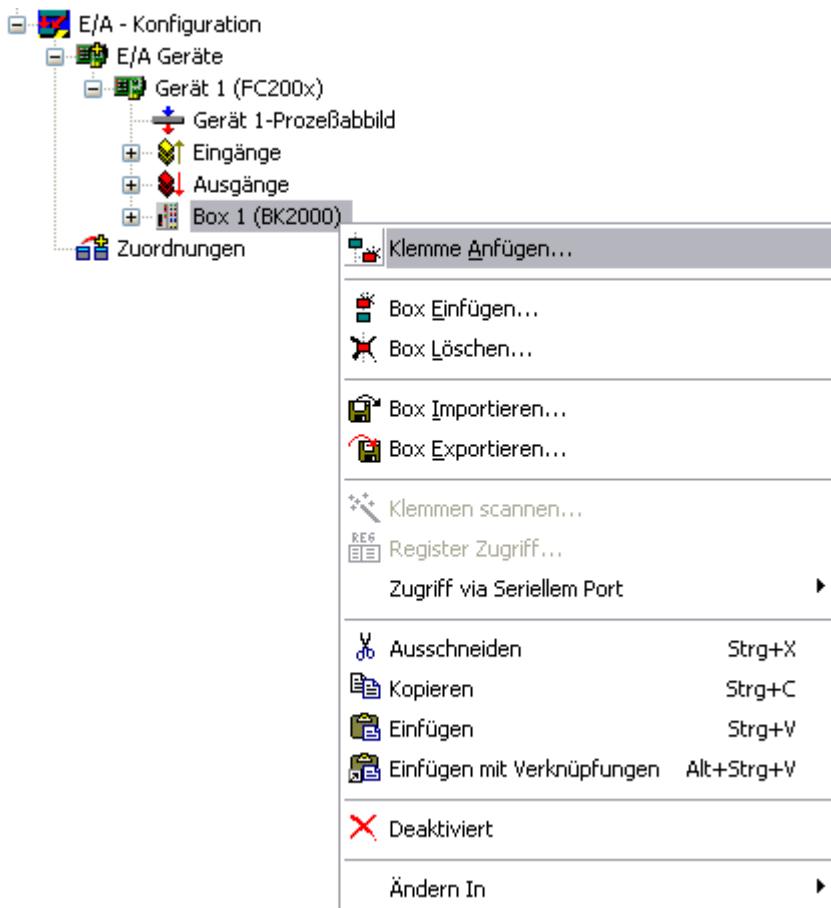 E/A - Konfiguration
E/A Geräte
Gerät 1 (FC200x)
Gerät 1-Prozeßabbild
Eingänge
Ausgänge
Box 1 (BK2000)
Zuordnungen
Klemme Anfügen...
Box Einfügen...
Box Löschen...
Box Importieren...
Box Exportieren...
Klemmen scannen...
REG
Register Zugriff...
Zugriff via Seriellem Port
Ausschneiden Strg+X
Kopieren Strg+C
Einfügen Strg+V
Einfügen mit Verknüpfungen Alt+Strg+V
Deaktiviert
Ändern In